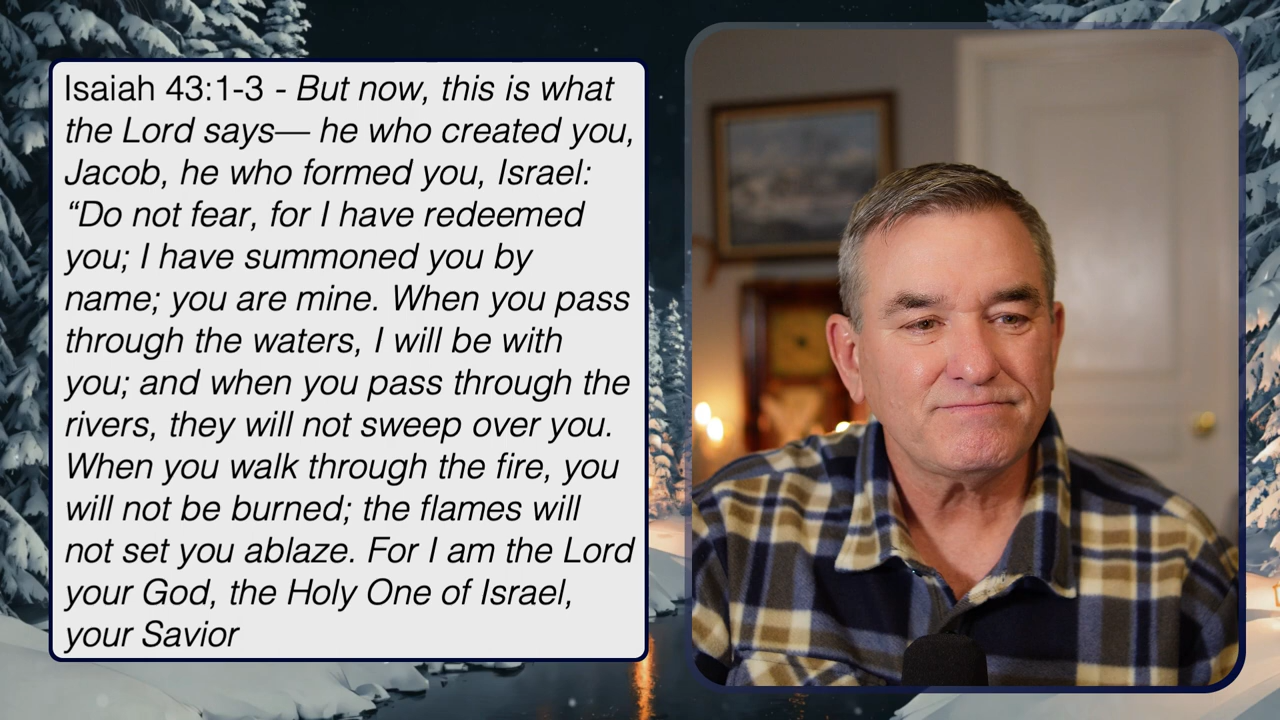 Isaiah 43:1-3 - But now, this is what
the Lord says— he who created you,
Jacob, he who formed you, Israel:
“Do not fear, for I have redeemed
you; I have summoned you by
name; you are mine. When you pass
through the waters, I will be with
you; and when you pass through the
rivers, they will not sweep over you.
When you walk through the fire, you
will not be burned; the flames will
not set you ablaze. For I am the Lord
your God, the Holy One of Israel,
your Savior